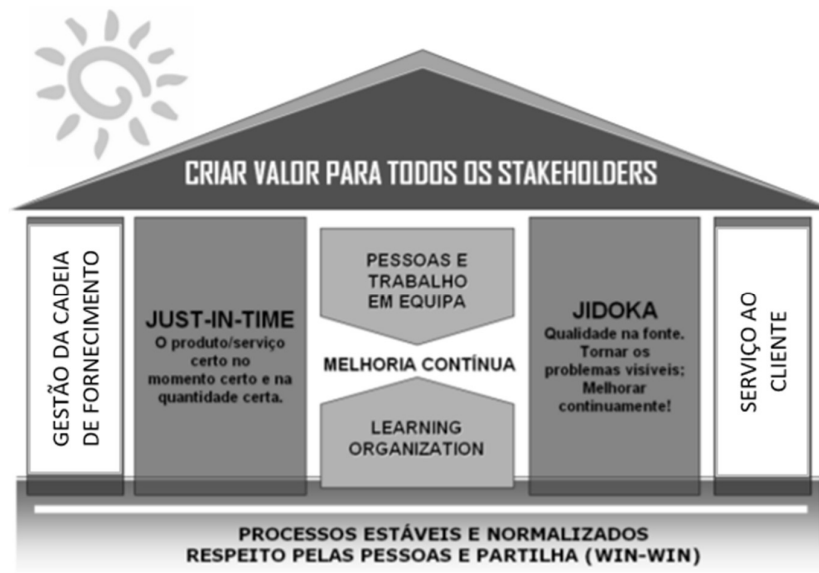 CRIAR VALOR PARA TODOS OS STAKEHOLDERS
GESTÃO DA CADEIA
DE FORNECIMENTO
JUST-IN-TIME
O produto/serviço
certo no
momento certo e na
quantidade certa.
PESSOAS E
TRABALHO
EM EQUIPA
MELHORIA CONTÍNUA
LEARNING
ORGANIZATION
JIDOKA
Qualidade na fonte.
Tornar os
problemas visíveis;
Melhorar
continuamente!
SERVIÇO AO
CLIENTE
PROCESSOS ESTÁVEIS E NORMALIZADOS
RESPEITO PELAS PESSOAS E PARTILHA (WIN-WIN)